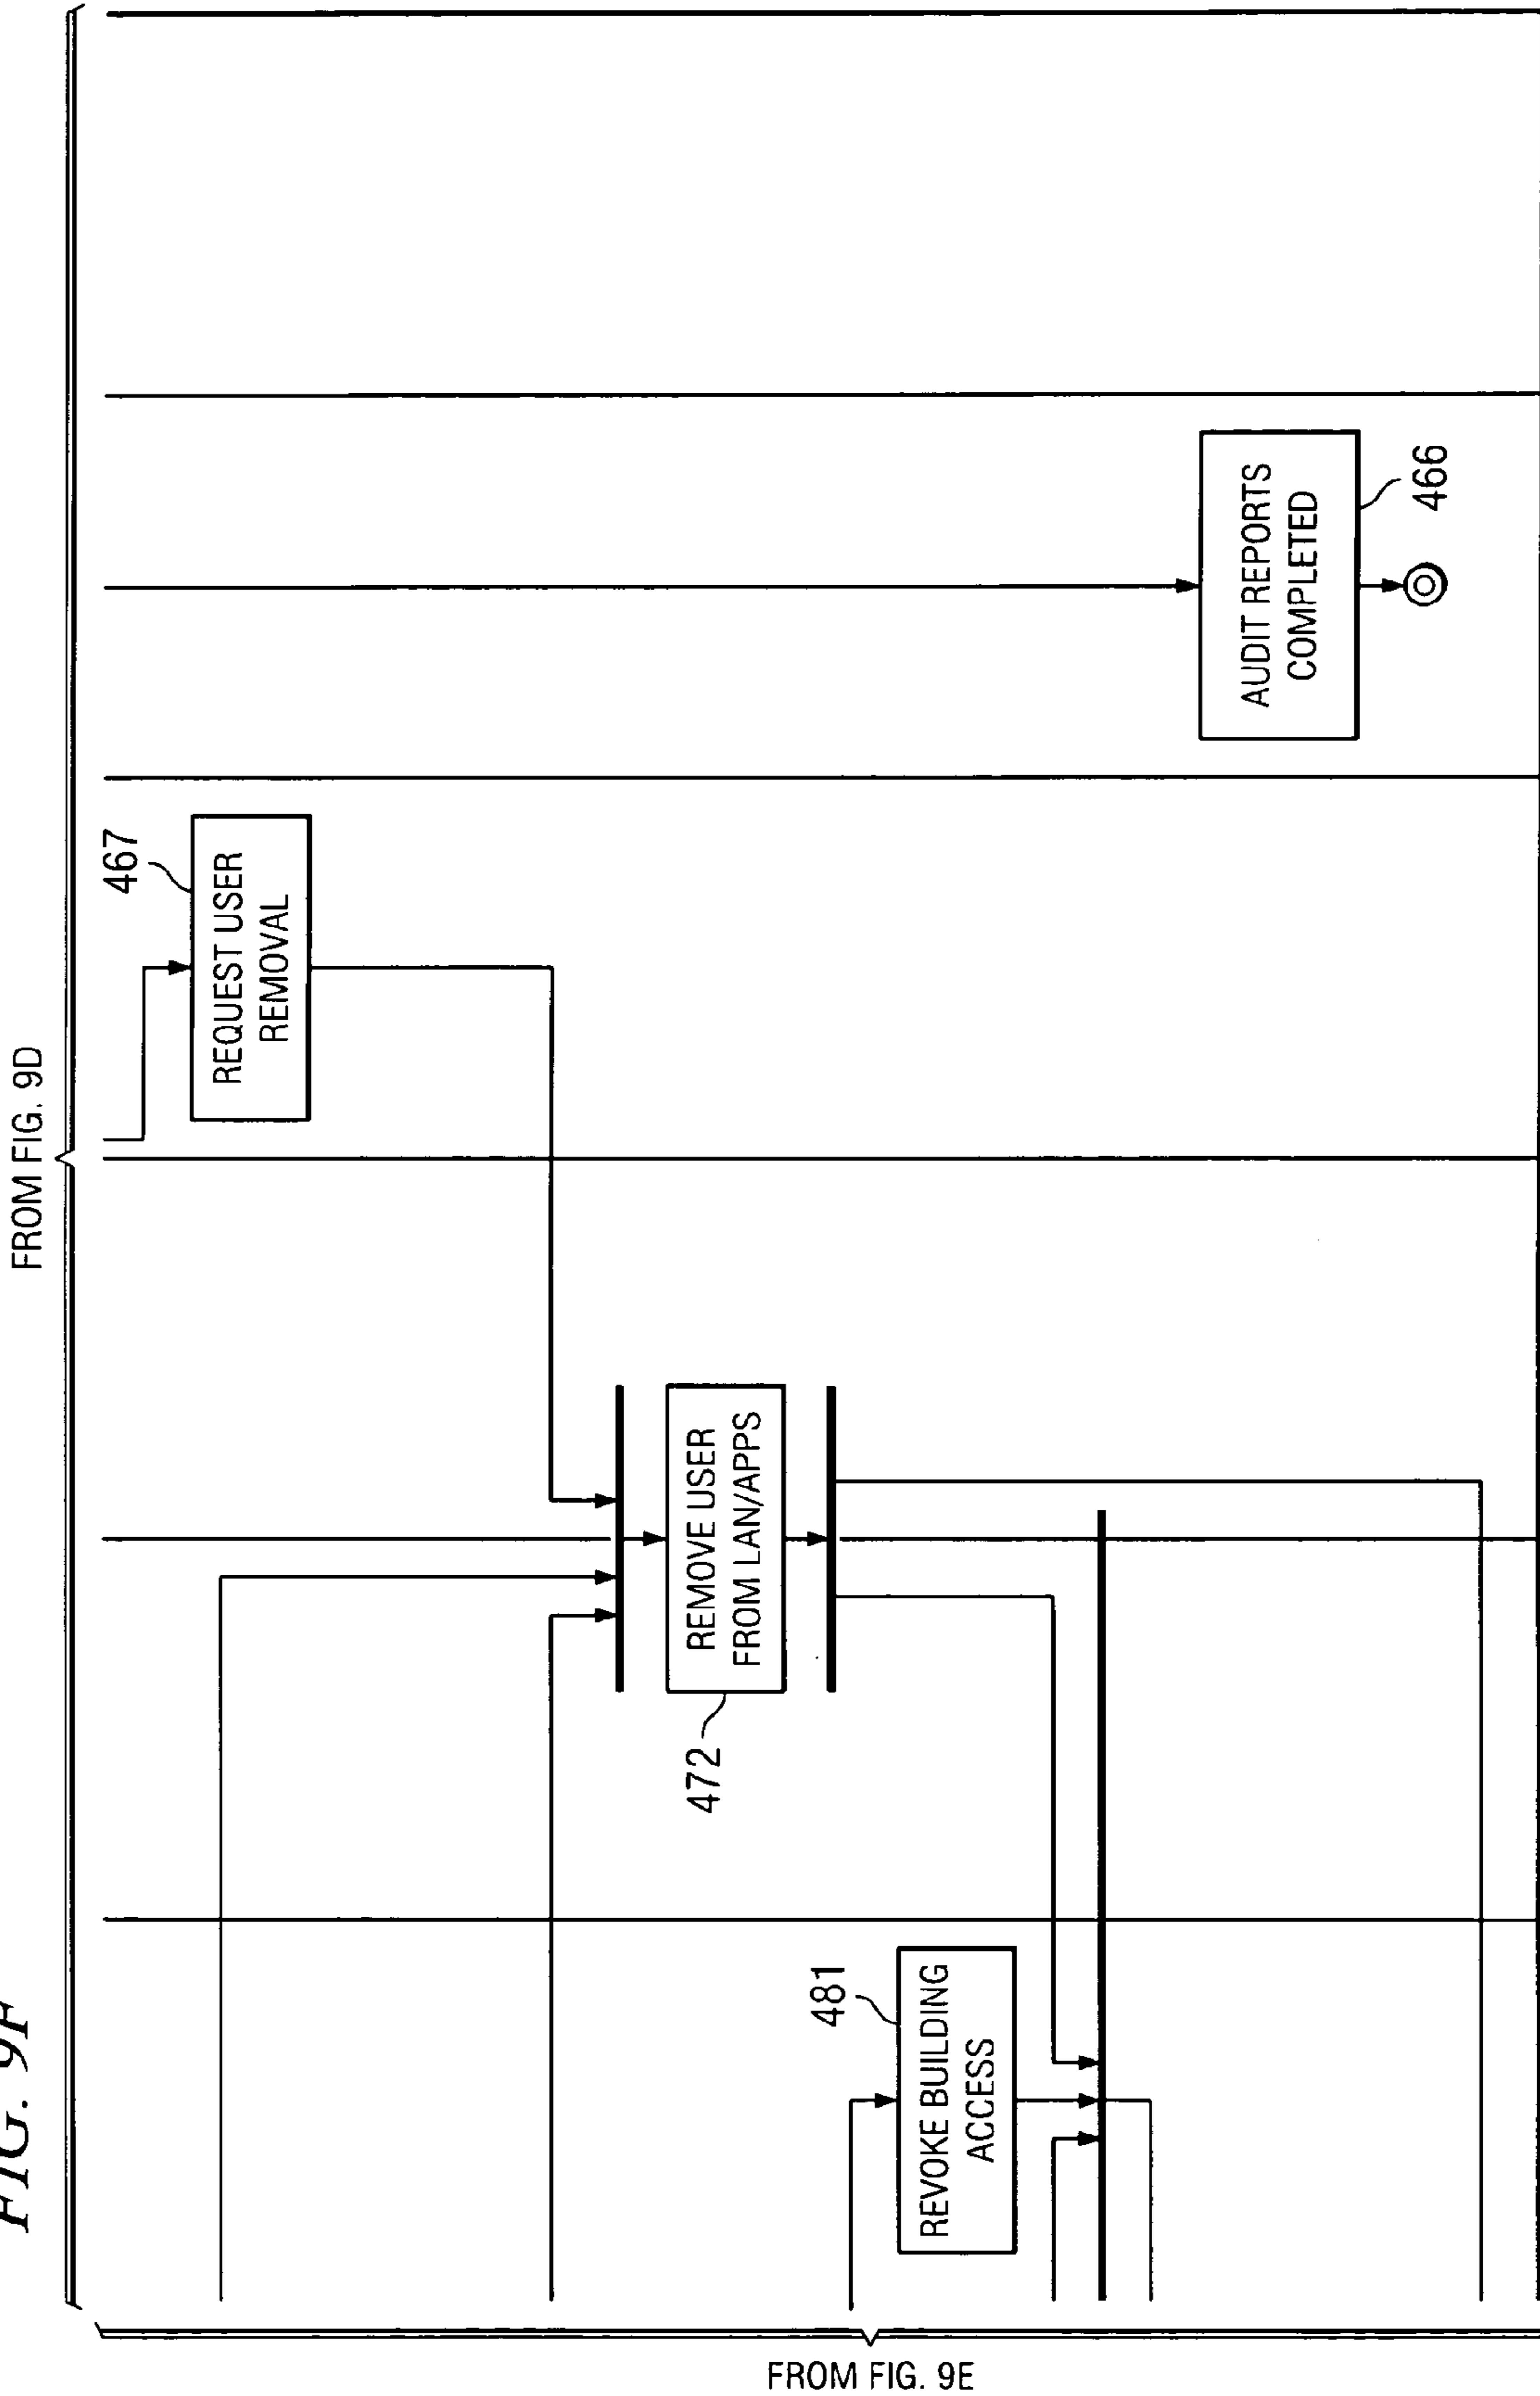 FIG. 9F
FROM FIG. 9D
467
REQUEST USER
REMOVAL
REMOVE USER
FROM LAN/APPS
472
481
REVOKE BUILDING
ACCESS
AUDIT REPORTS
COMPLETED
466
FROM FIG. 9E